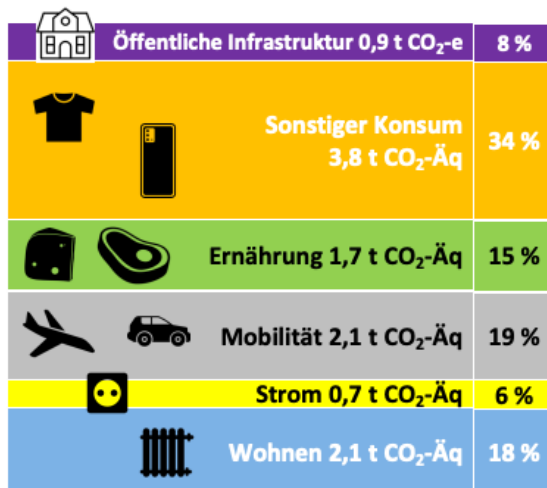 Öffentliche Infrastruktur 0,9 t CO₂-e 8 %
Sonstiger Konsum
3,8 t CO₂-Äq 34 %
Ernährung 1,7 t CO₂-Äq 15 %
Mobilität 2,1 t CO₂-Äq 19 %
Strom 0,7 t CO₂-Äq 6 %
Wohnen 2,1 t CO₂-Äq 18 %